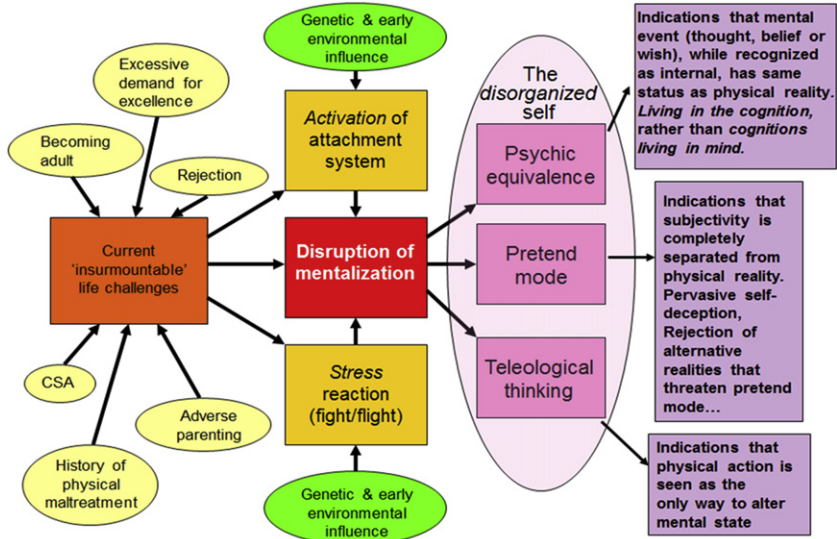 Genetic & early
environmental
influence
Excessive
demand for
excellence
Becoming
adult
Rejection
Activation of
attachment
system
Current
'insurmountable'
life challenges
Disruption of
mentalization
CSA
Adverse
parenting
History of
physical
maltreatment
Stress
reaction
(fight/flight)
Genetic & early
environmental
influence
The
disorganized
self
Psychic
equivalence
Pretend
mode
Teleological
thinking
Indications that mental
event (thought, belief or
wish), while recognized
as internal, has same
status as physical reality.
Living in the cognition,
rather than cognitions
living in mind.
Indications that
subjectivity is
completely
separated from
physical reality.
Pervasive self-
deception,
Rejection of
alternative
realities that
threaten pretend
mode…
Indications that
physical action is
seen as the
only way to alter
mental state